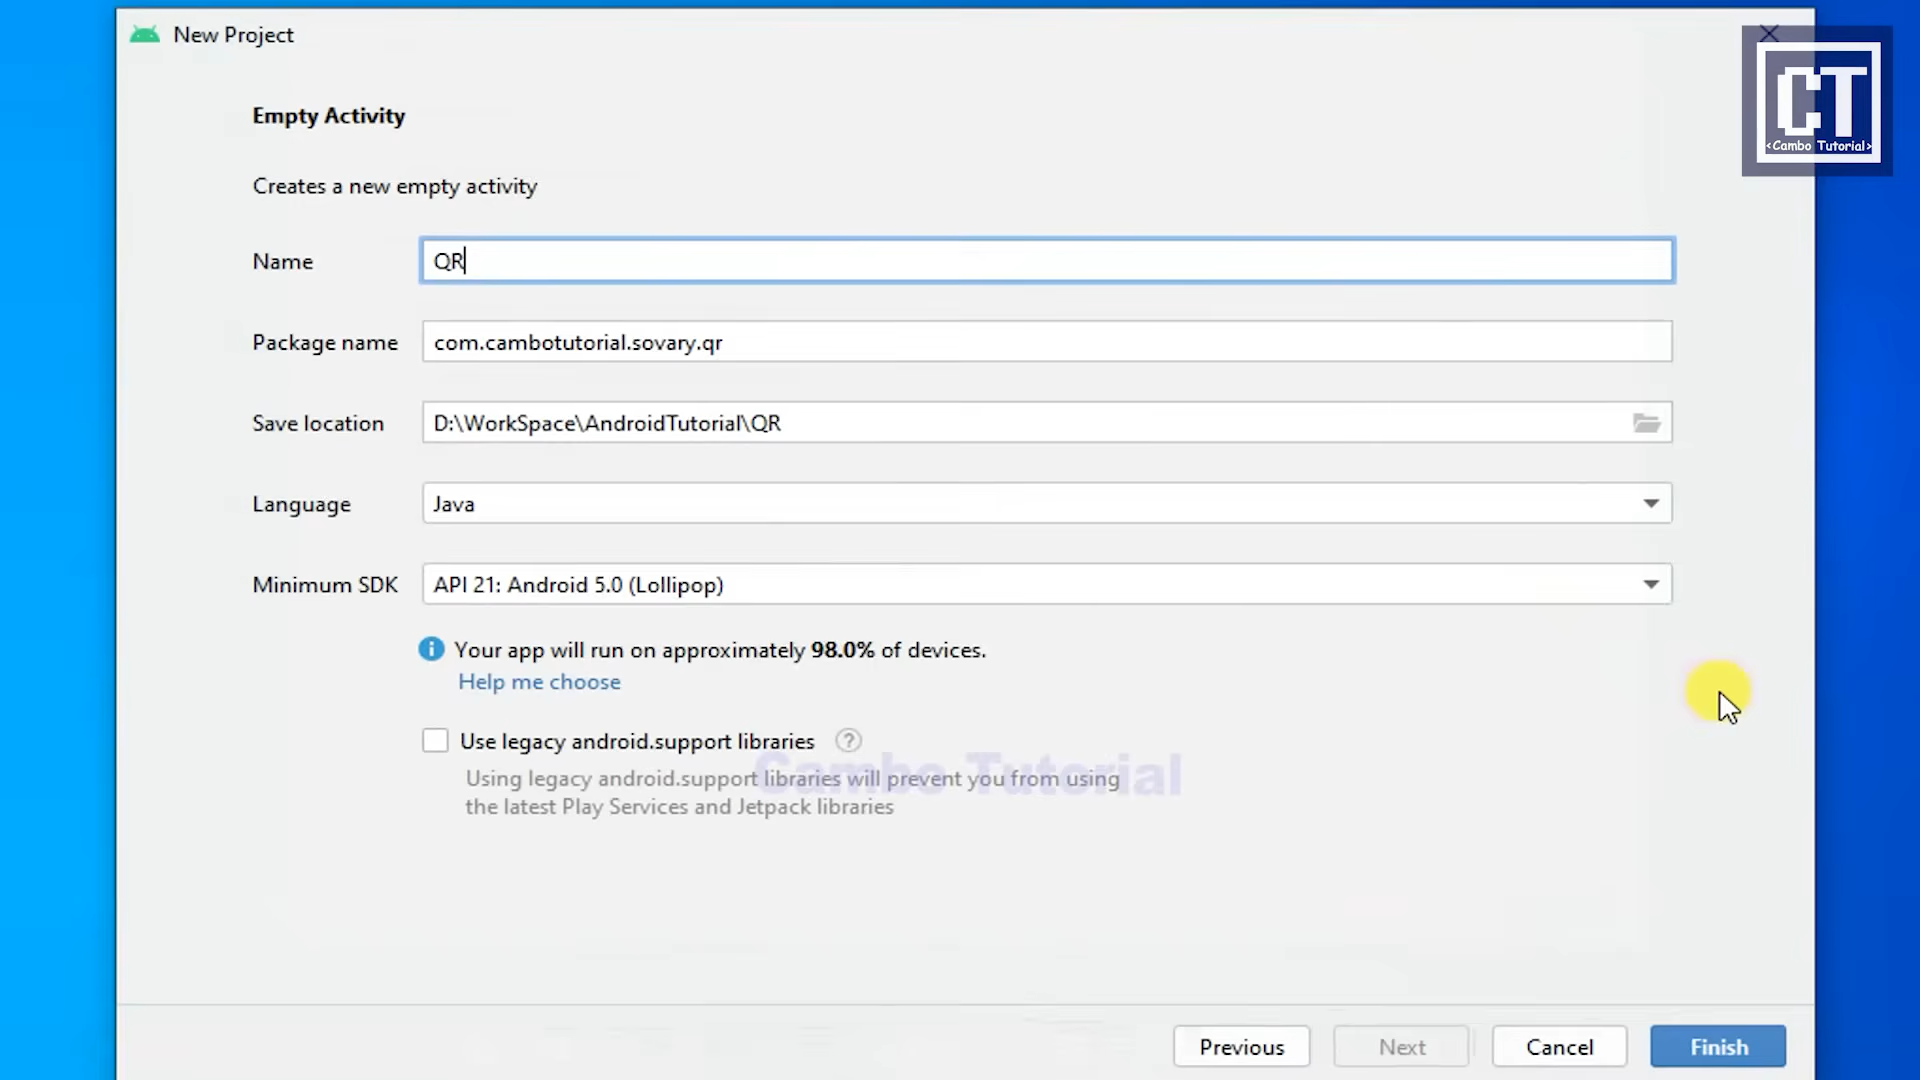 New Project
CT
<Cambo Tutorial>
Empty Activity
Creates a new empty activity
Name QR
Package name com.cambotutorial.sovary.qr
Save location D:\WorkSpace\AndroidTutorial\QR
Language Java
Minimum SDK API 21: Android 5.0 (Lollipop)
Your app will run on approximately 98.0% of devices.
Help me choose
Use legacy android.support libraries ?
Using legacy android.support libraries will prevent you from using
the latest Play Services and Jetpack libraries
Cambo Tutorial
Previous Next Cancel Finish